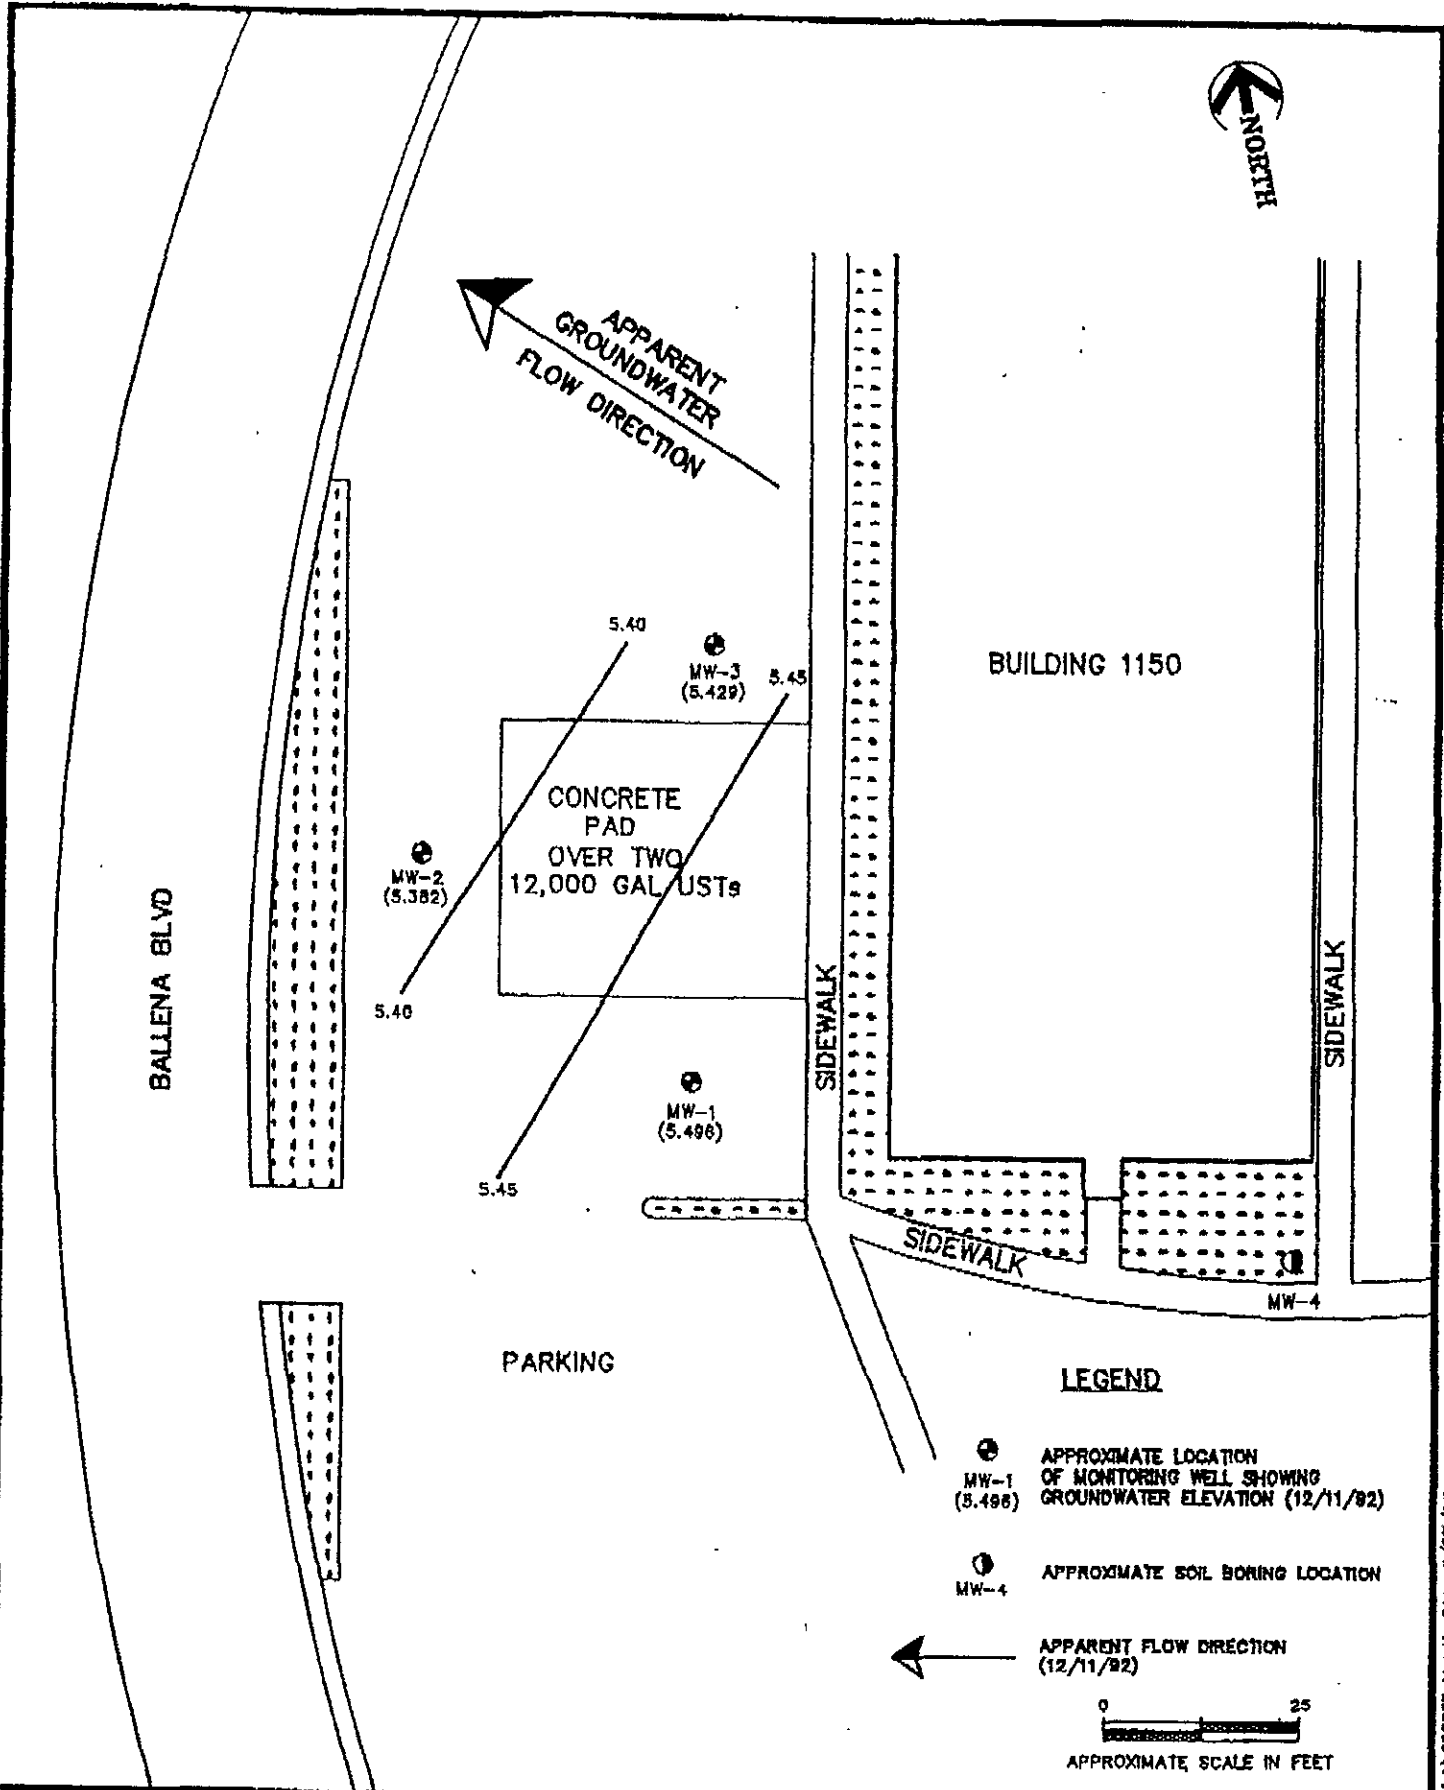 NORTH
APPARENT
GROUNDWATER
FLOW DIRECTION
5.40
MW-3
(5.429)
5.45
BUILDING 1150
CONCRETE
PAD
OVER TWO
12,000 GAL USTs
MW-2
(5.382)
BALLENA BLVD
5.40
SIDEWALK
SIDEWALK
MW-1
(5.496)
5.45
SIDEWALK
MW-4
PARKING
LEGEND
MW-1
(5.496)
APPROXIMATE LOCATION
OF MONITORING WELL SHOWING
GROUNDWATER ELEVATION (12/11/92)
MW-4
APPROXIMATE SOIL BORING LOCATION
APPARENT FLOW DIRECTION
(12/11/92)
0 25
APPROXIMATE SCALE IN FEET